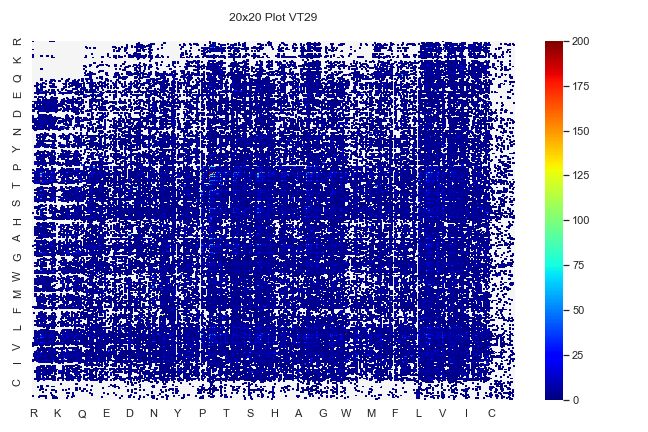 20x20 Plot VT29
R
K
Q
E
D
N
Y
P
T
S
H
A
G
W
M
F
L
V
I
C
R K Q E D N Y P T S H A G W M F L V I C
200
175
150
125
100
75
50
25
0